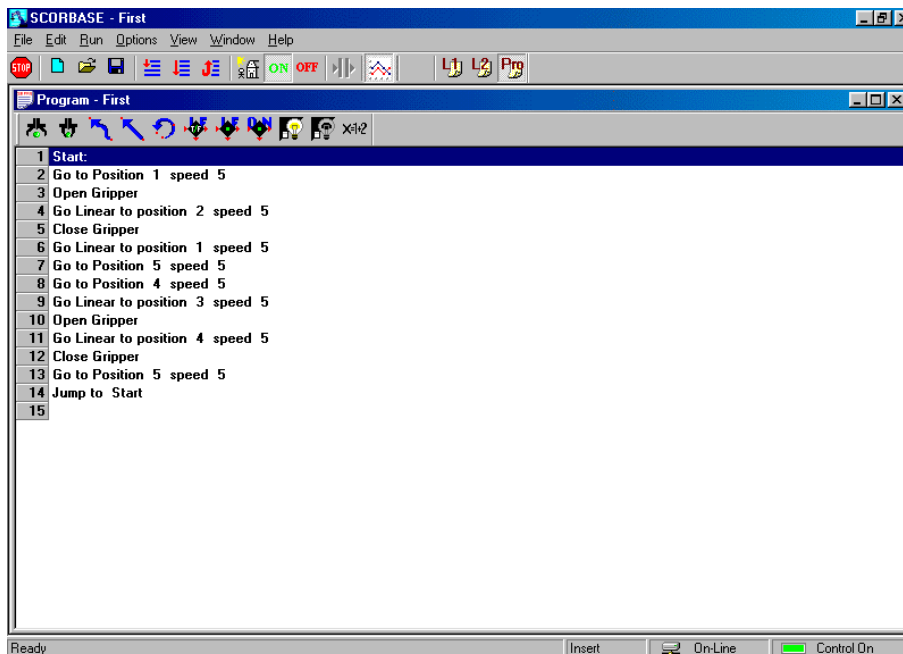 SCORBASE - First
File Edit Run Options View Window Help
STOP ON OFF L1 L2 Prg
Program - First
X=1+2
1 Start:
2 Go to Position 1 speed 5
3 Open Gripper
4 Go Linear to position 2 speed 5
5 Close Gripper
6 Go Linear to position 1 speed 5
7 Go to Position 5 speed 5
8 Go to Position 4 speed 5
9 Go Linear to position 3 speed 5
10 Open Gripper
11 Go Linear to position 4 speed 5
12 Close Gripper
13 Go to Position 5 speed 5
14 Jump to Start
15
Ready Insert On-Line Control On